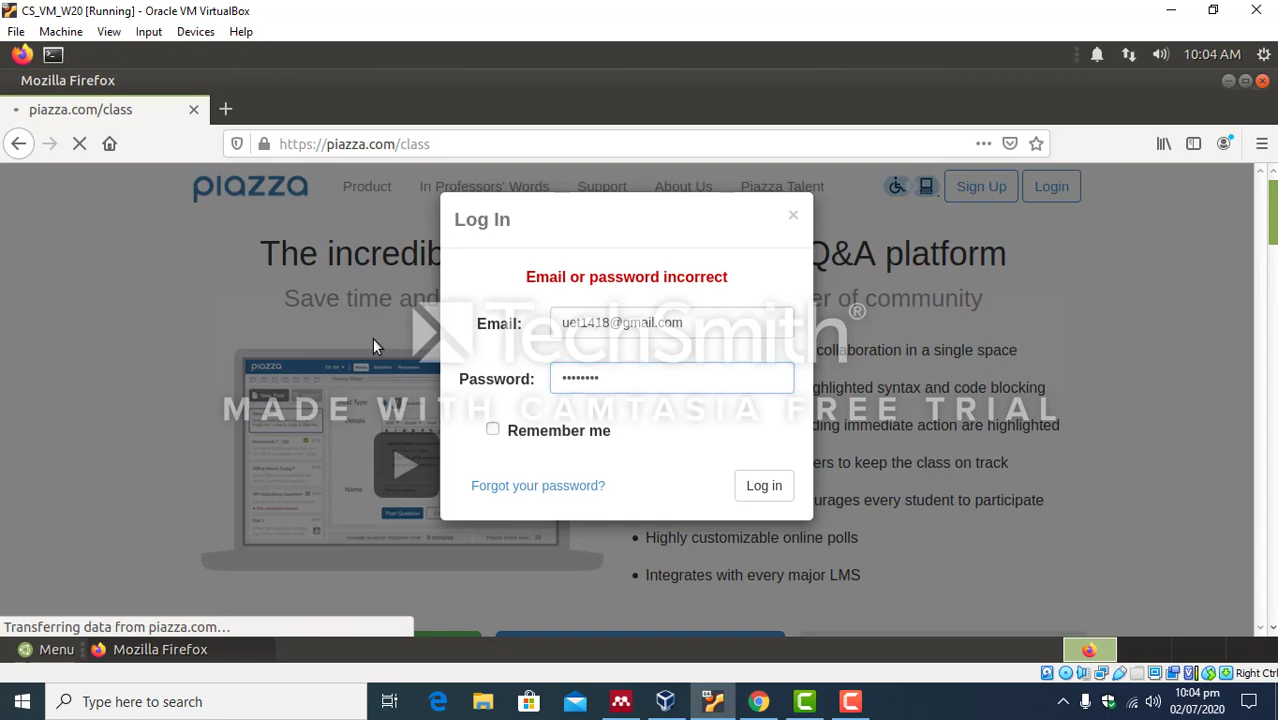 CS_VM_W20 [Running] - Oracle VM VirtualBox
File Machine View Input Devices Help
10:04 AM
Mozilla Firefox
piazza.com/class
https://piazza.com/class
piazza Product In Professors' Words Support About Us Piazza Talent Sign Up Login
Log In ×
The incredib Q&A platform
Save time and er of community
Email or password incorrect
Email: uet1418@gmail.com
TechSmith®
collaboration in a single space
Password: ••••••••
ghlighted syntax and code blocking
MADE WITH CAMTASIA FREE TRIAL
ding immediate action are highlighted
Remember me
ers to keep the class on track
Forgot your password? Log in
ourages every student to participate
Highly customizable online polls
Integrates with every major LMS
Transferring data from piazza.com…
Menu Mozilla Firefox
Right Ctrl
Type here to search
10:04 pm
02/07/2020